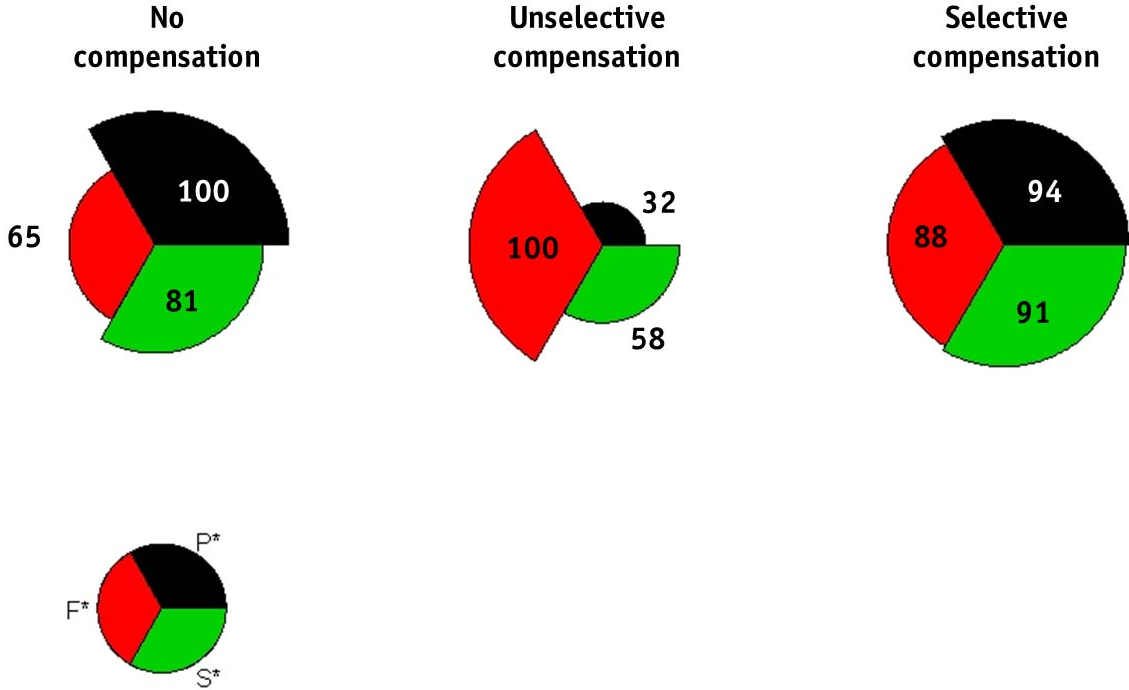 No
compensation
Unselective
compensation
Selective
compensation
65
100
81
100
32
58
88
94
91
P*
F*
S*